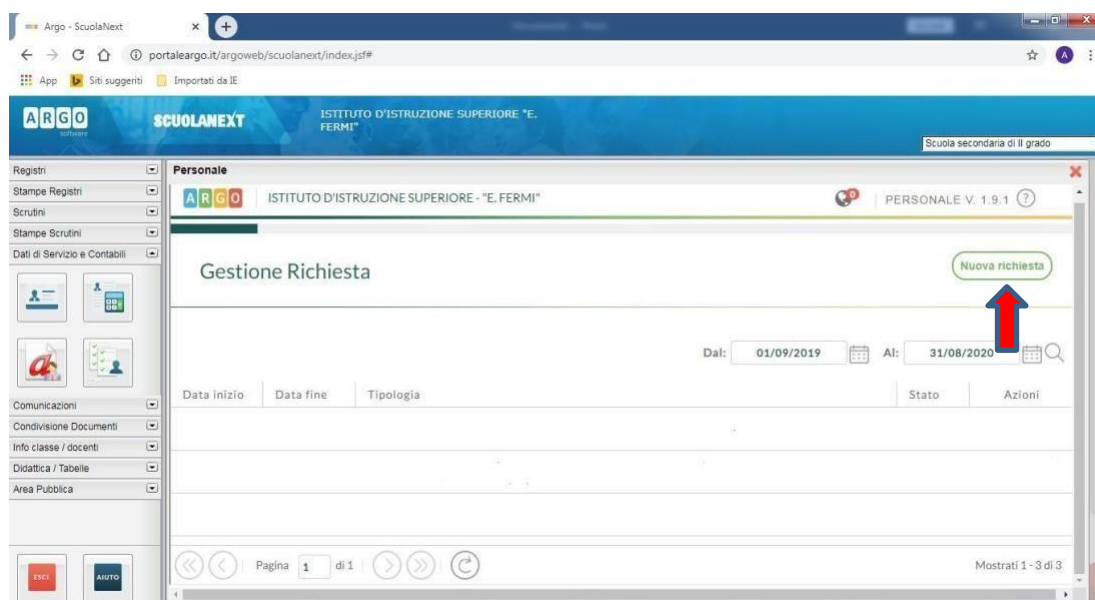 Argo - ScuolaNext
portaleargo.it/argoweb/scuolanext/index.jsf#
A
App Siti suggeriti Importati da IE
ARGO software SCUOLANEXT ISTITUTO D'ISTRUZIONE SUPERIORE "E. FERMI"
Scuola secondaria di II grado
Registri
Stampe Registri
Scrutini
Stampe Scrutini
Dati di Servizio e Contabili
Comunicazioni
Condivisione Documenti
Info classe / docenti
Didattica / Tabelle
Area Pubblica
ESCI AIUTO
Personale
ARGO ISTITUTO D'ISTRUZIONE SUPERIORE - "E. FERMI" 0 PERSONALE V. 1.9.1 ?
Gestione Richiesta Nuova richiesta
Dal: 01/09/2019 Al: 31/08/2020
Data inizio Data fine Tipologia Stato Azioni
Pagina 1 di 1 Mostrati 1 - 3 di 3